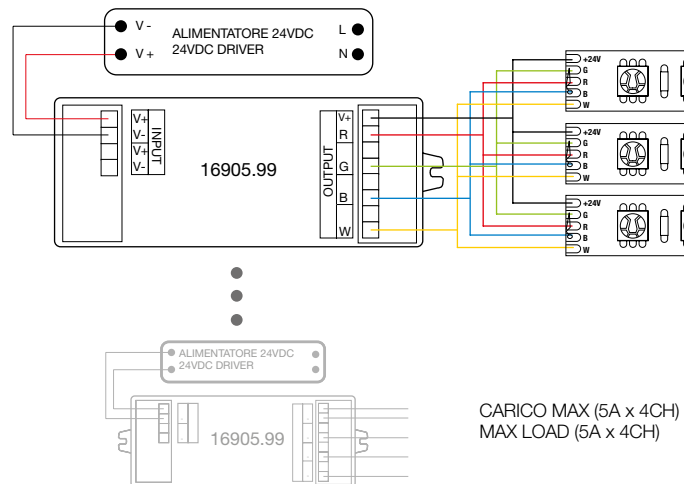 V -
V +
ALIMENTATORE 24VDC
24VDC DRIVER
L
N
V+
V-
V+
V-
INPUT
16905.99
OUTPUT
V+
R
G
B
W
+24V
G
R
B
W
+24V
G
R
B
W
+24V
G
R
B
W
ALIMENTATORE 24VDC
24VDC DRIVER
16905.99
CARICO MAX (5A x 4CH)
MAX LOAD (5A x 4CH)